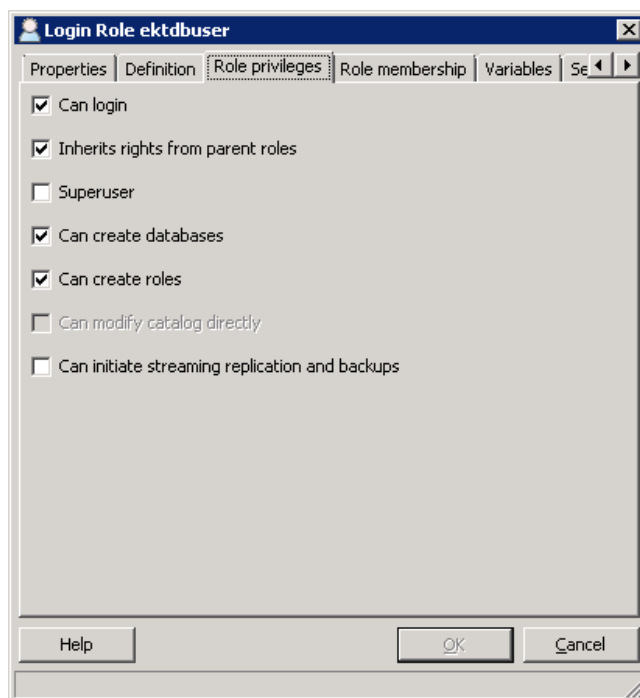 Login Role ektdbuser
Properties Definition Role privileges Role membership Variables Se
Can login
Inherits rights from parent roles
Superuser
Can create databases
Can create roles
Can modify catalog directly
Can initiate streaming replication and backups
Help OK Cancel